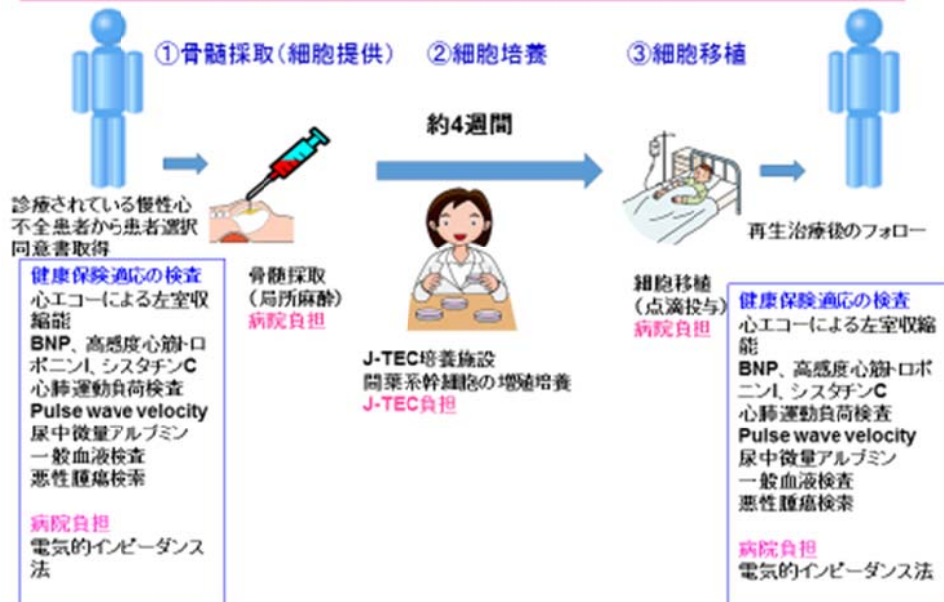 ①骨髄採取(細胞提供)
②細胞培養
③細胞移植
約4週間
診療されている慢性心
不全患者から患者選択
同意書取得
健康保険適応の検査
心エコーによる左室収
縮能
BNP、高感度心筋トロ
ポニンI、シスタチンC
心肺運動負荷検査
Pulse wave velocity
尿中微量アルブミン
一般血液検査
悪性腫瘍検索
病院負担
電気的インピーダンス
法
骨髄採取
(局所麻酔)
病院負担
J-TEC培養施設
間葉系幹細胞の増殖培養
J-TEC負担
細胞移植
(点滴投与)
病院負担
再生治療後のフォロー
健康保険適応の検査
心エコーによる左室収縮
能
BNP、高感度心筋トロポ
ニンI、シスタチンC
心肺運動負荷検査
Pulse wave velocity
尿中微量アルブミン
一般血液検査
悪性腫瘍検索
病院負担
電気的インピーダンス法